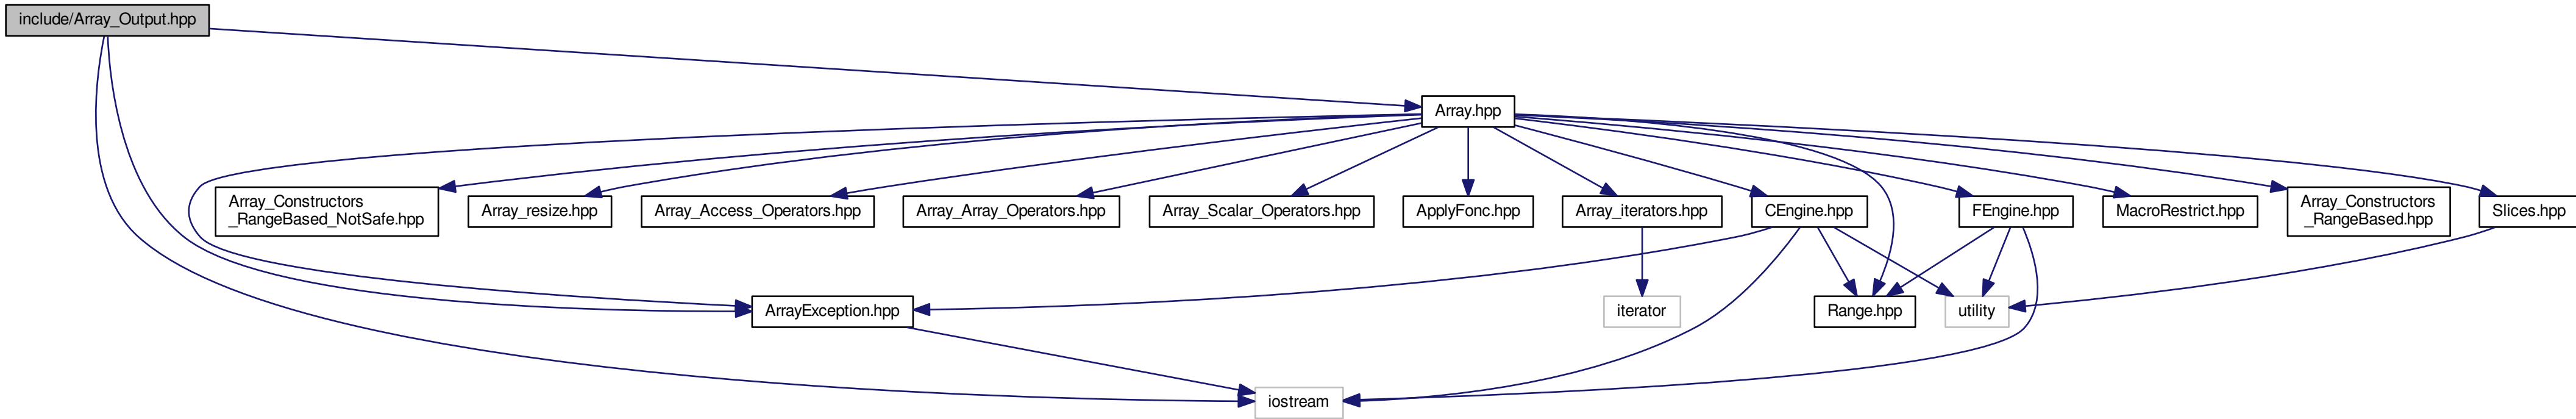 include/Array_Output.hpp
Array.hpp
Array_Constructors
_RangeBased_NotSafe.hpp
Array_resize.hpp
Array_Access_Operators.hpp
Array_Array_Operators.hpp
Array_Scalar_Operators.hpp
ApplyFonc.hpp
Array_iterators.hpp
CEngine.hpp
FEngine.hpp
MacroRestrict.hpp
Array_Constructors
_RangeBased.hpp
Slices.hpp
ArrayException.hpp
iterator
Range.hpp
utility
iostream